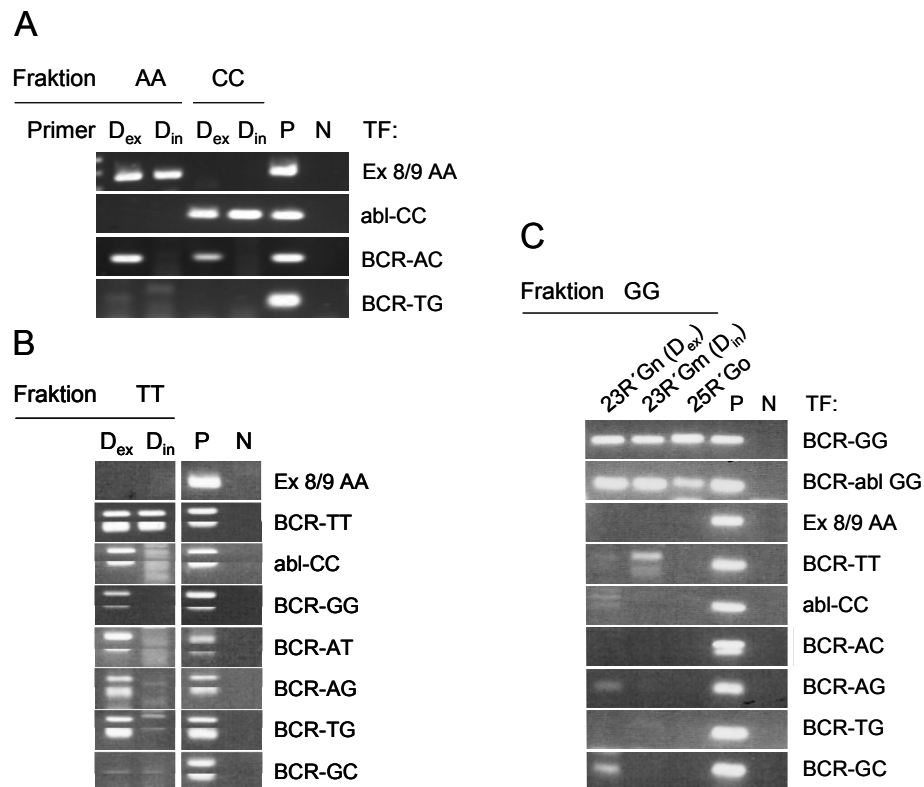 A
Fraktion AA CC
Primer Dex Din Dex Din P N TF:
Ex 8/9 AA
abl-CC
BCR-AC
BCR-TG
B
Fraktion TT
Dex Din P N
Ex 8/9 AA
BCR-TT
abl-CC
BCR-GG
BCR-AT
BCR-AG
BCR-TG
BCR-GC
C
Fraktion GG
23R´Gn (Dex) 23R´Gm (Din) 25R´Go P N TF:
BCR-GG
BCR-abl GG
Ex 8/9 AA
BCR-TT
abl-CC
BCR-AC
BCR-AG
BCR-TG
BCR-GC